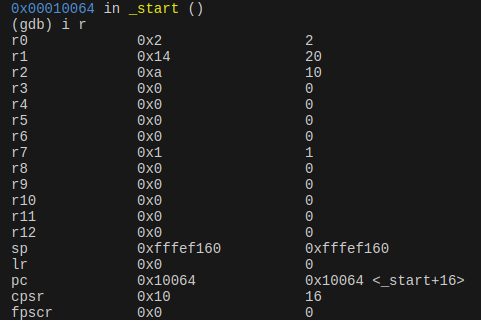 0x00010064 in _start ()
(gdb) i r
r0 0x2 2
r1 0x14 20
r2 0xa 10
r3 0x0 0
r4 0x0 0
r5 0x0 0
r6 0x0 0
r7 0x1 1
r8 0x0 0
r9 0x0 0
r10 0x0 0
r11 0x0 0
r12 0x0 0
sp 0xfffef160 0xfffef160
lr 0x0 0
pc 0x10064 0x10064 <_start+16>
cpsr 0x10 16
fpscr 0x0 0